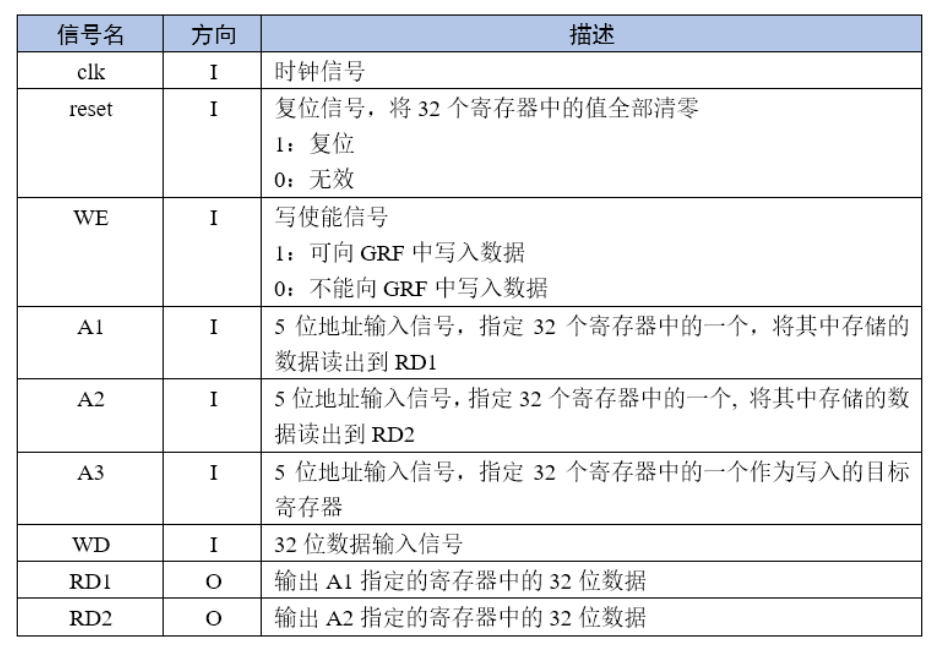 信号名 方向 描述
clk I 时钟信号
reset I 复位信号，将 32 个寄存器中的值全部清零
1：复位
0：无效
WE I 写使能信号
1：可向 GRF 中写入数据
0：不能向 GRF 中写入数据
A1 I 5 位地址输入信号，指定 32 个寄存器中的一个，将其中存储的
数据读出到 RD1
A2 I 5 位地址输入信号，指定 32 个寄存器中的一个, 将其中存储的数
据读出到 RD2
A3 I 5 位地址输入信号，指定 32 个寄存器中的一个作为写入的目标
寄存器
WD I 32 位数据输入信号
RD1 O 输出 A1 指定的寄存器中的 32 位数据
RD2 O 输出 A2 指定的寄存器中的 32 位数据